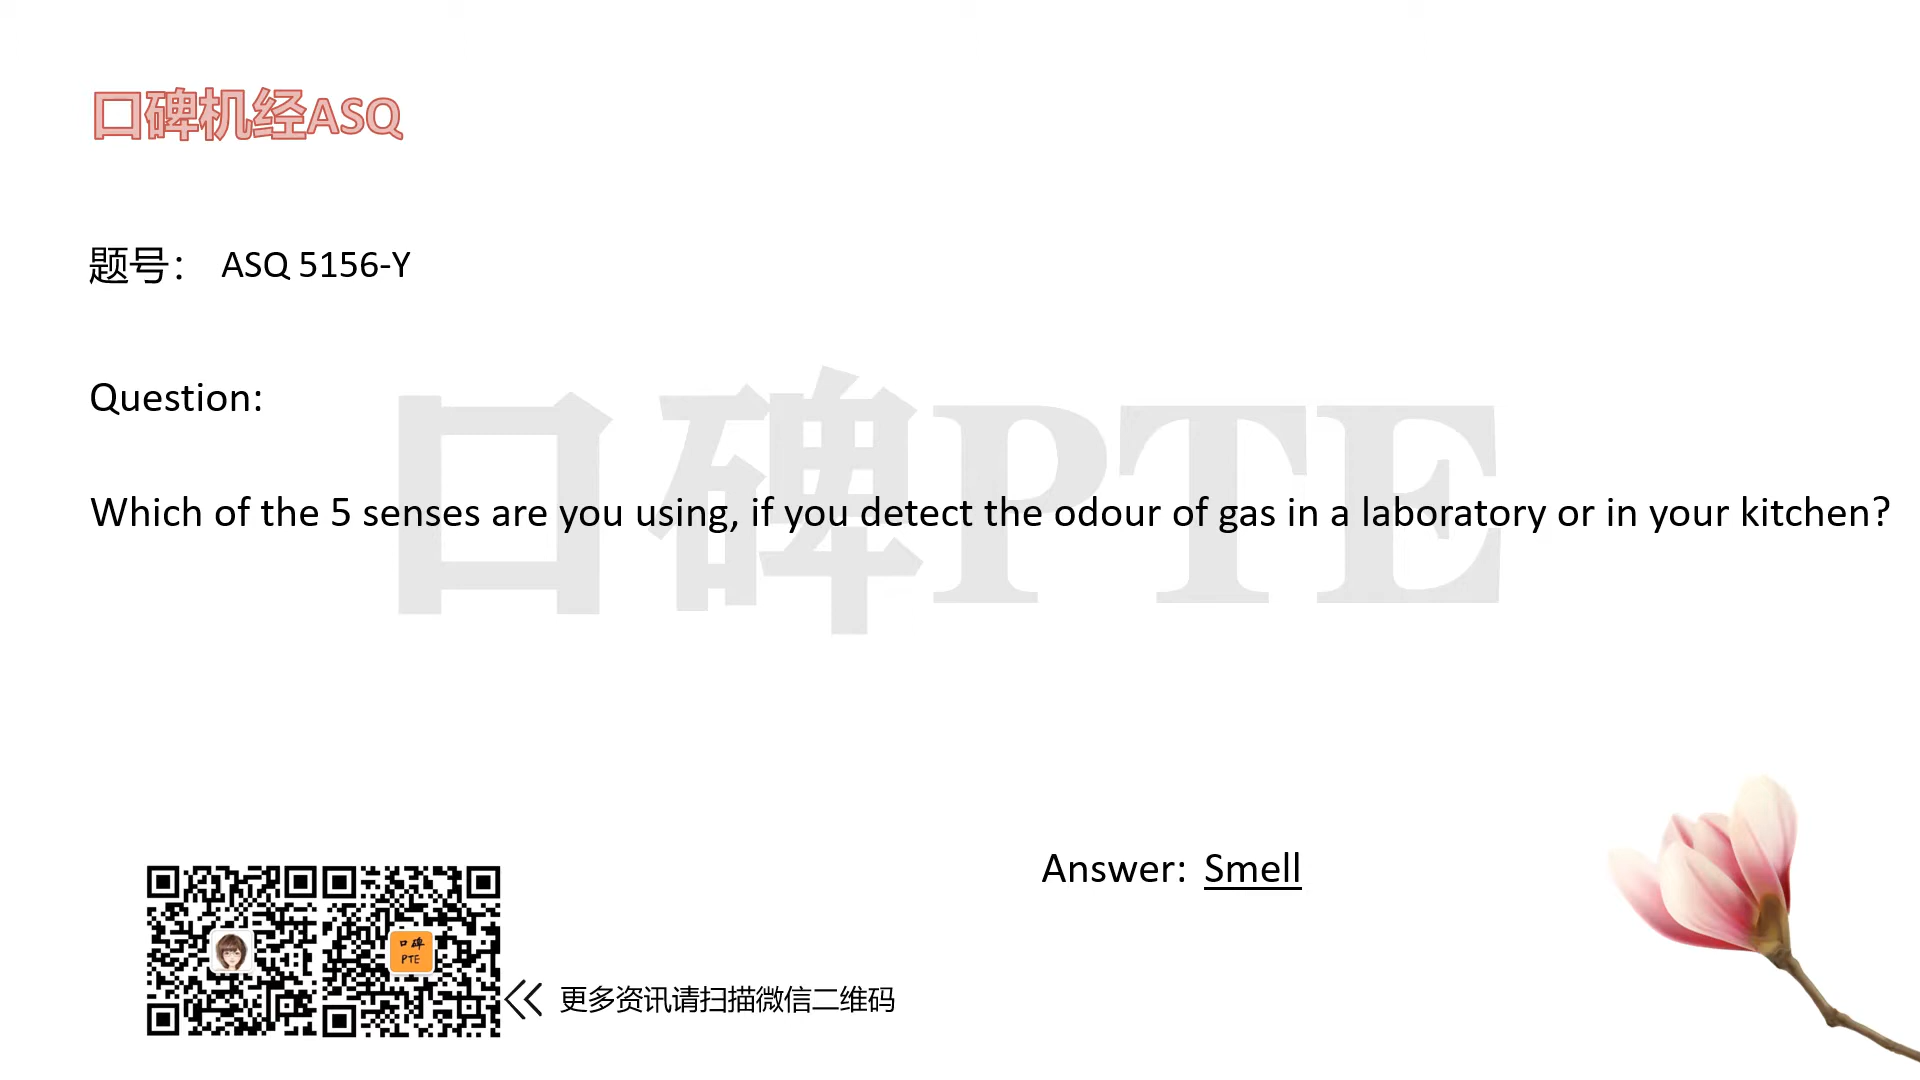 口碑机经ASQ
题号： ASQ 5156-Y
Question:
口碑PTE
Which of the 5 senses are you using, if you detect the odour of gas in a laboratory or in your kitchen?
Answer: Smell
口碑
PTE
更多资讯请扫描微信二维码